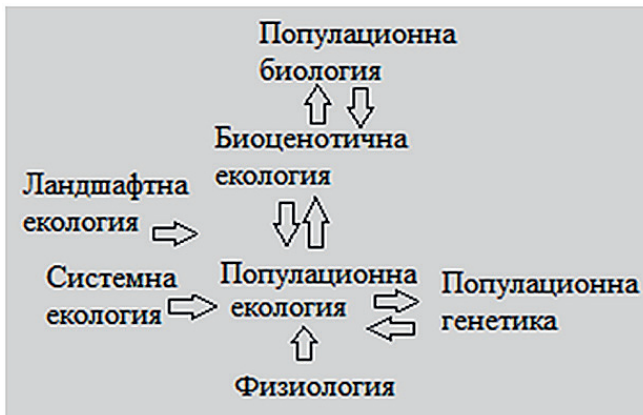 Популационна
биология
Биоценотична
екология
Ландшафтна
екология
Системна
екология
Популационна
екология
Популационна
генетика
Физиология